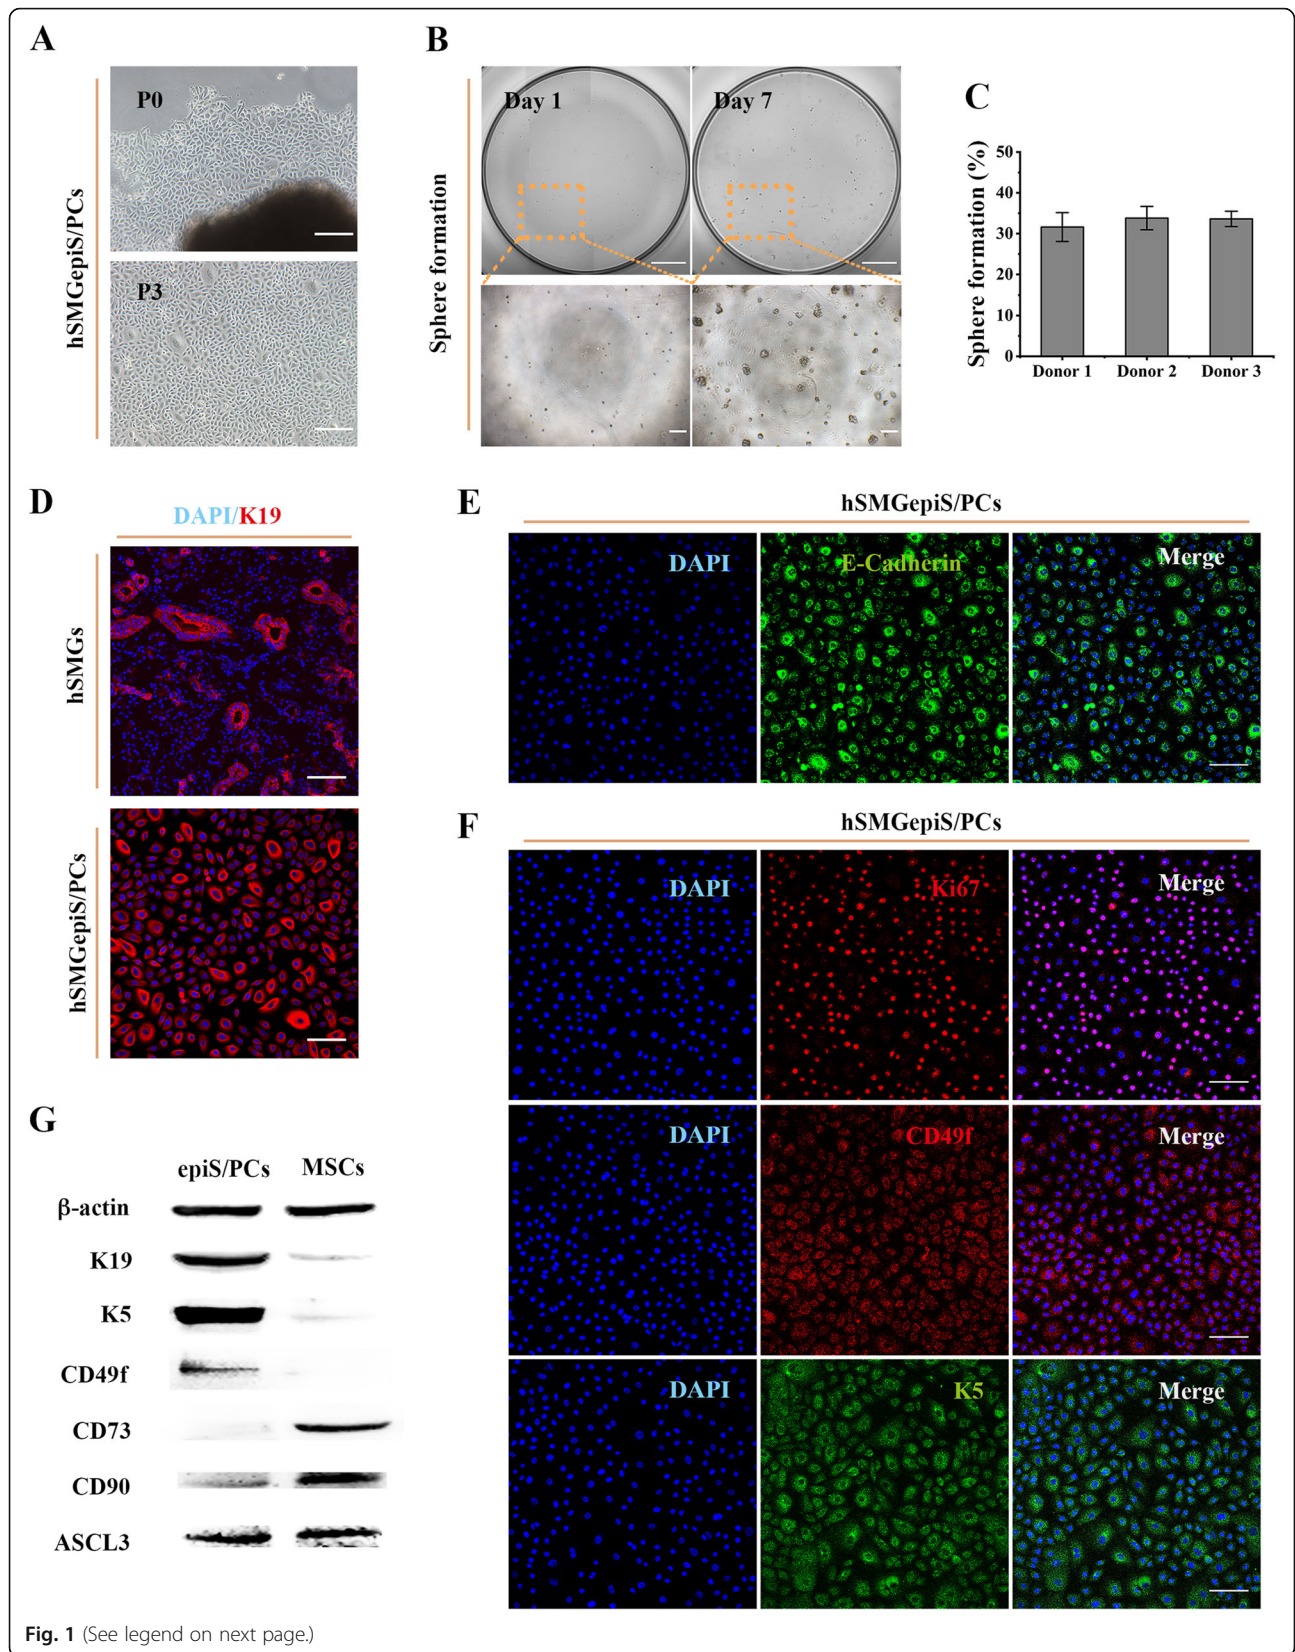 A
hSMGepiS/PCs
P0
P3
B
Sphere formation
Day 1
Day 7
C
Sphere formation (%)
50
40
30
20
10
0
Donor 1 Donor 2 Donor 3
D
DAPI/K19
hSMGs
hSMGepiS/PCs
E
hSMGepiS/PCs
DAPI
E-Cadherin
Merge
F
hSMGepiS/PCs
DAPI
Ki67
Merge
DAPI
CD49f
Merge
DAPI
K5
Merge
G
epiS/PCs MSCs
β-actin
K19
K5
CD49f
CD73
CD90
ASCL3
Fig. 1 (See legend on next page.)